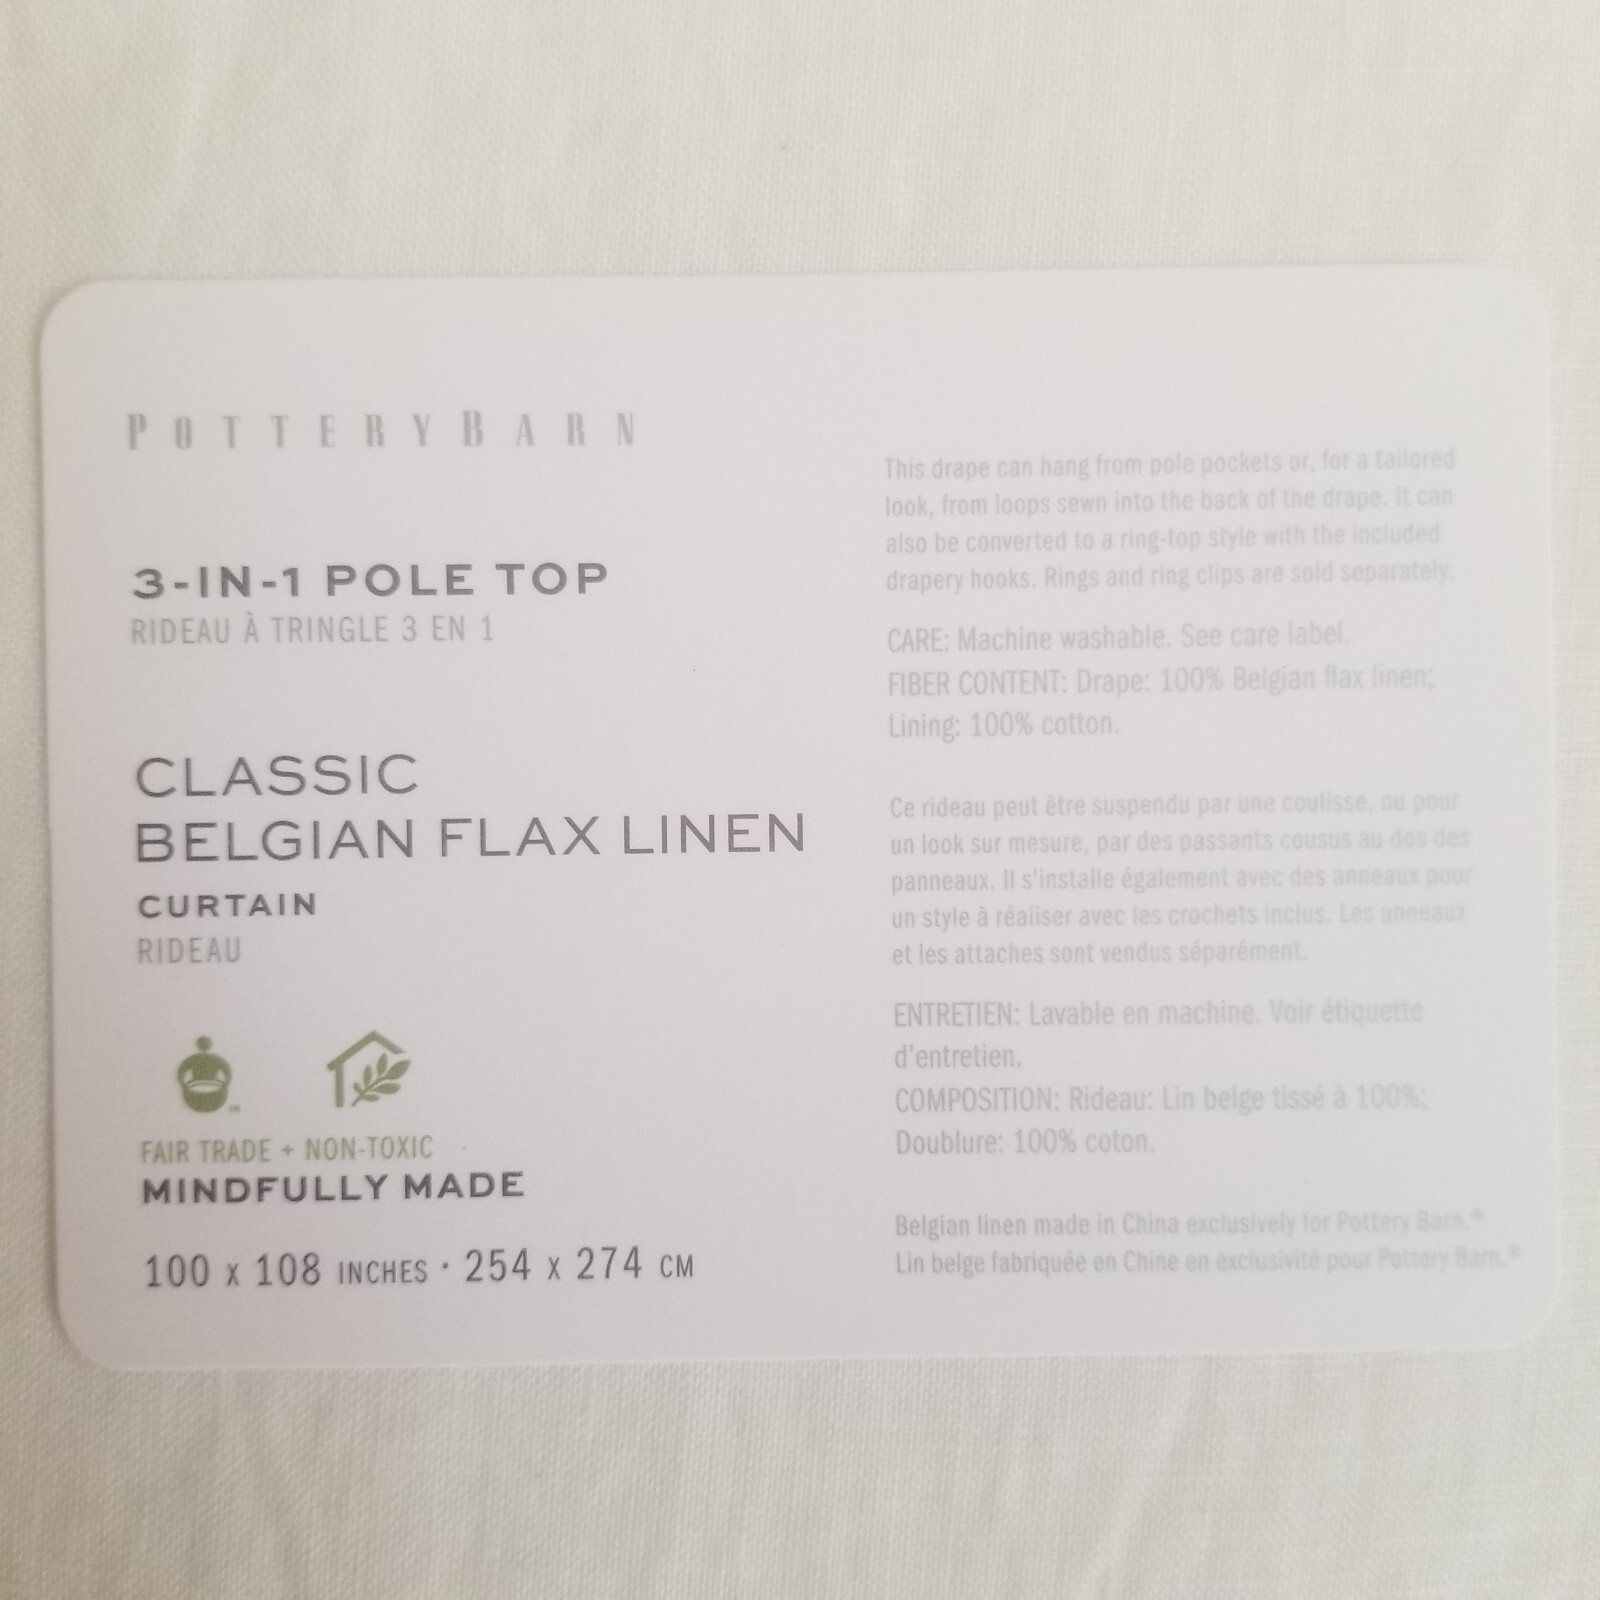 POTTERY BARN
3-IN-1 POLE TOP
RIDEAU À TRINGLE 3 EN 1
CLASSIC
BELGIAN FLAX LINEN
CURTAIN
RIDEAU
TM
FAIR TRADE + NON-TOXIC
MINDFULLY MADE
100 x 108 INCHES · 254 x 274 CM
This drape can hang from pole pockets or, for a tailored
look, from loops sewn into the back of the drape. It can
also be converted to a ring-top style with the included
drapery hooks. Rings and ring clips are sold separately.
CARE: Machine washable. See care label.
FIBER CONTENT: Drape: 100% Belgian flax linen;
Lining: 100% cotton.
Ce rideau peut être suspendu par une coulisse, ou pour
un look sur mesure, par des passants cousus au dos des
panneaux. Il s'installe également avec des anneaux pour
un style à réaliser avec les crochets inclus. Les anneaux
et les attaches sont vendus séparément.
ENTRETIEN: Lavable en machine. Voir étiquette
d'entretien.
COMPOSITION: Rideau: Lin belge tissé à 100%;
Doublure: 100% coton.
Belgian linen made in China exclusively for Pottery Barn.®
Lin belge fabriquée en Chine en exclusivité pour Pottery Barn.®